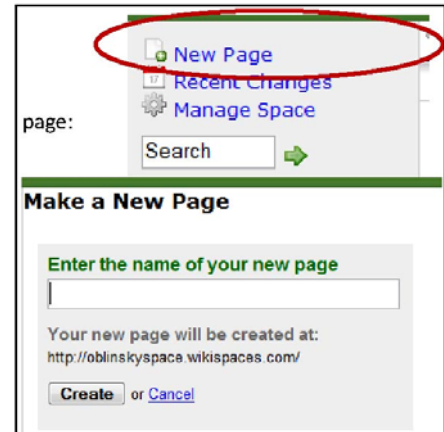 New Page
17 Recent Changes
Manage Space
page:
Search
Make a New Page
Enter the name of your new page
Your new page will be created at:
http://oblinskyspace.wikispaces.com/
Create or Cancel